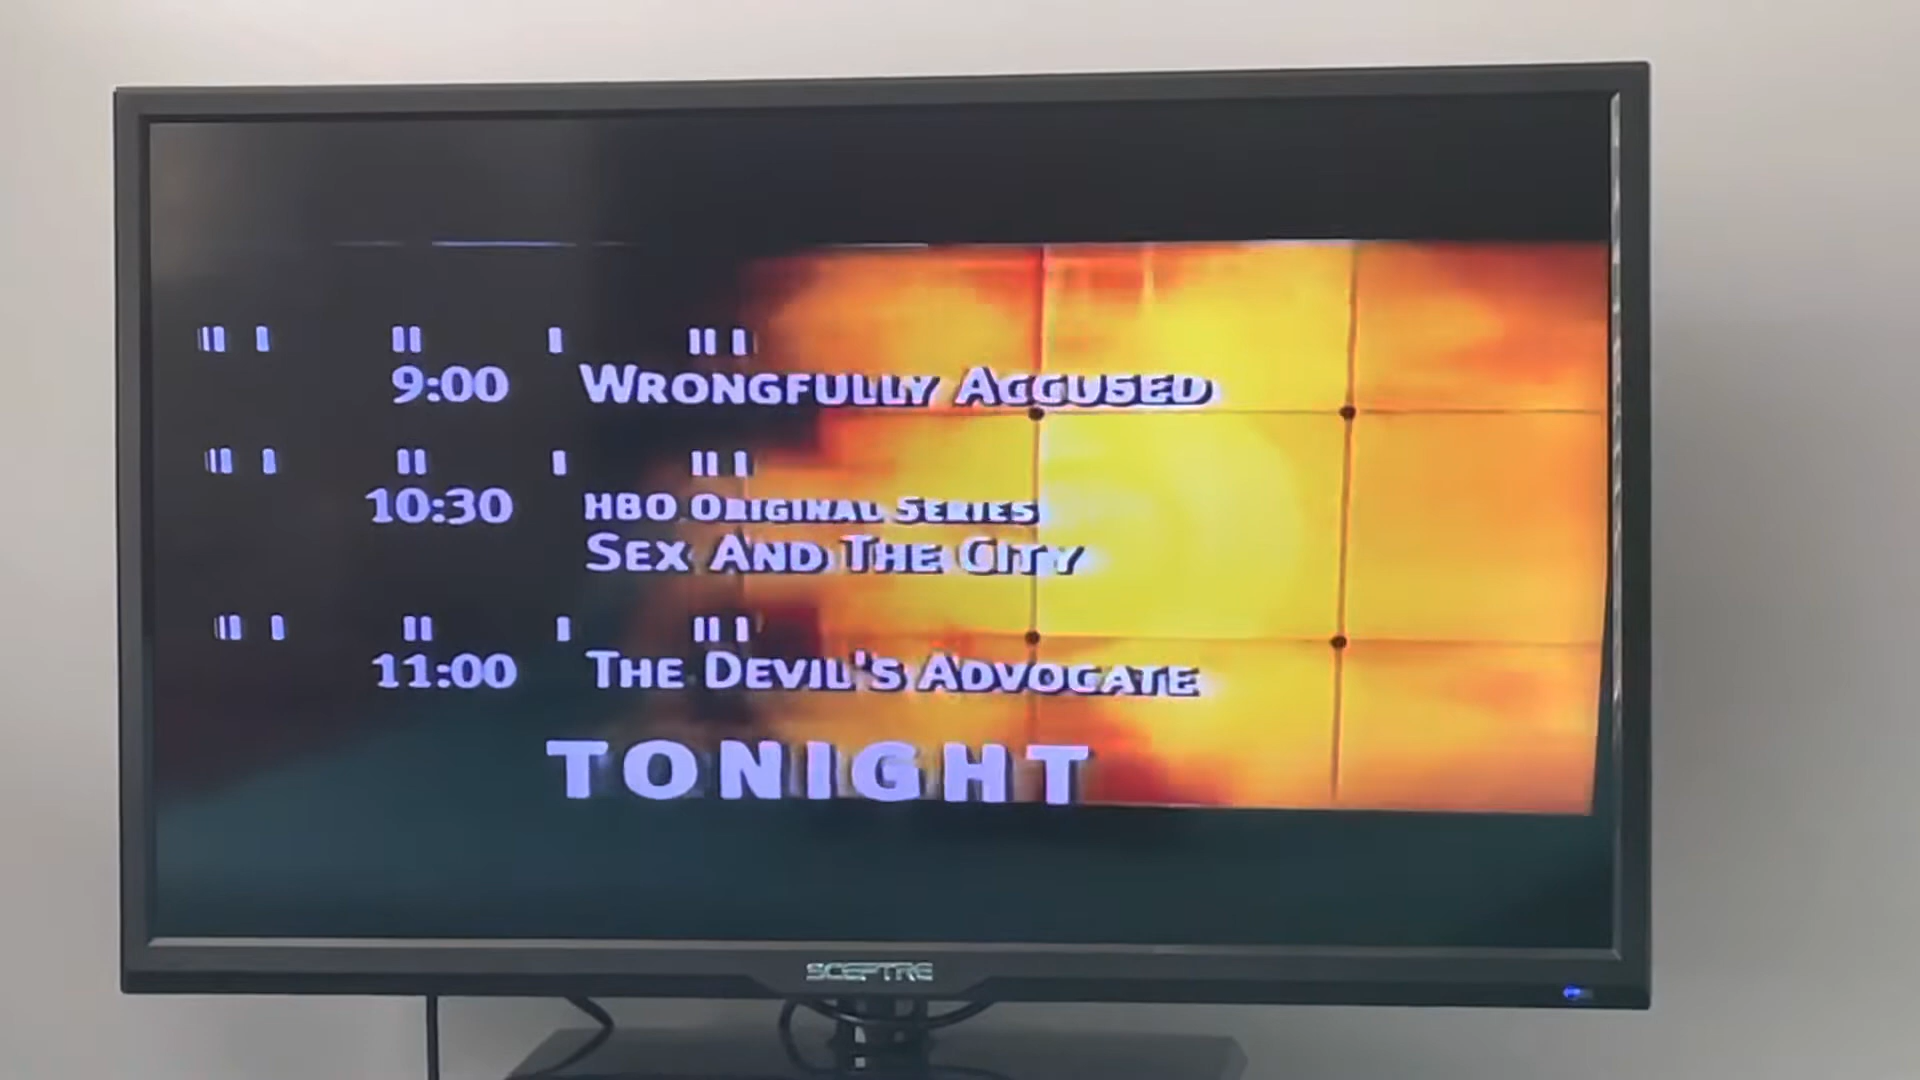 9:00 Wrongfully Accused
10:30 HBO Original Series
Sex And The City
11:00 The Devil's Advocate
TONIGHT
SCEPTRE